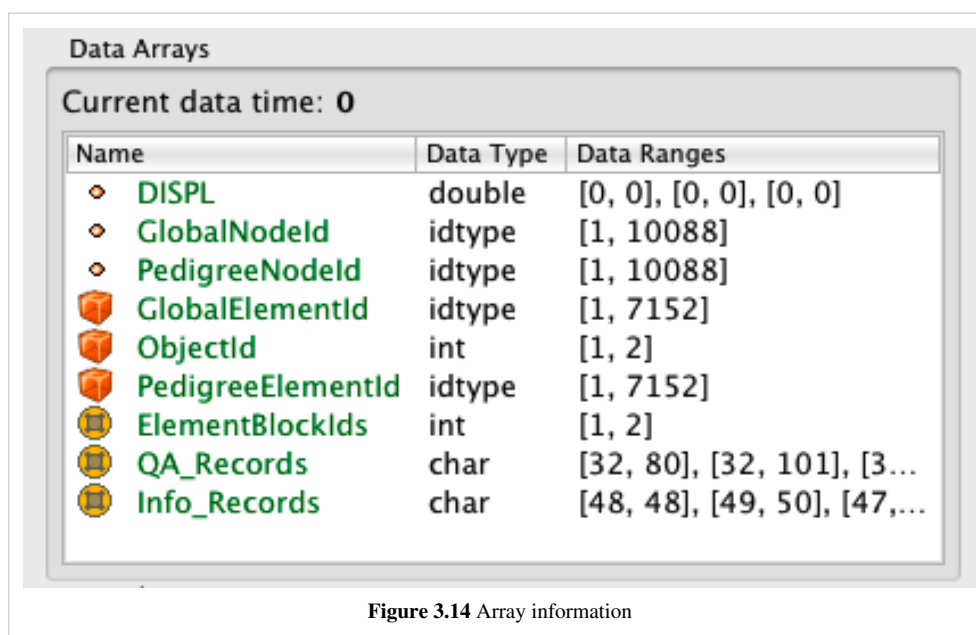 Data Arrays
Current data time: 0
Name Data Type Data Ranges
DISPL double [0, 0], [0, 0], [0, 0]
GlobalNodeId idtype [1, 10088]
PedigreeNodeId idtype [1, 10088]
GlobalElementId idtype [1, 7152]
ObjectId int [1, 2]
PedigreeElementId idtype [1, 7152]
ElementBlockIds int [1, 2]
QA_Records char [32, 80], [32, 101], [3...
Info_Records char [48, 48], [49, 50], [47,...
Figure 3.14 Array information